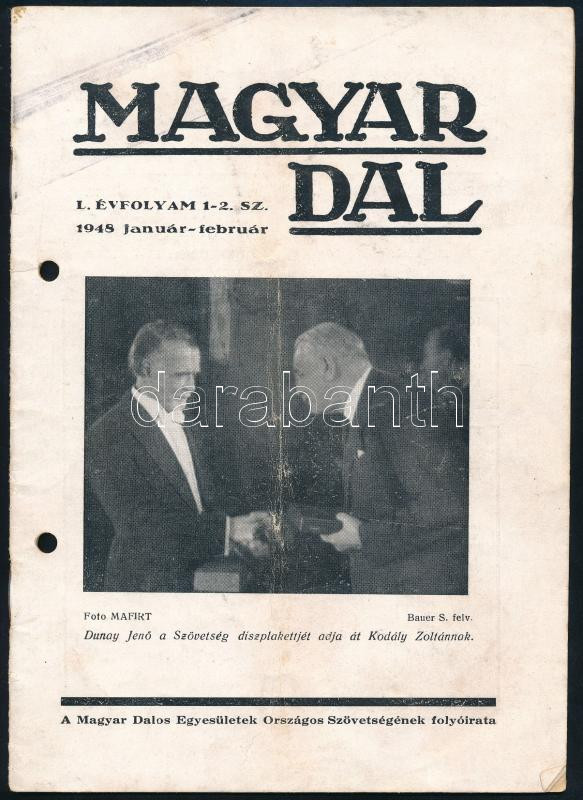 MAGYAR
DAL
L. ÉVFOLYAM 1-2. SZ.
1948 január-február
darabanth
Foto MAFIRT
Bauer S. felv.
Dunay Jenő a Szövetség díszplakettjét adja át Kodály Zoltánnak.
A Magyar Dalos Egyesületek Országos Szövetségének folyóirata